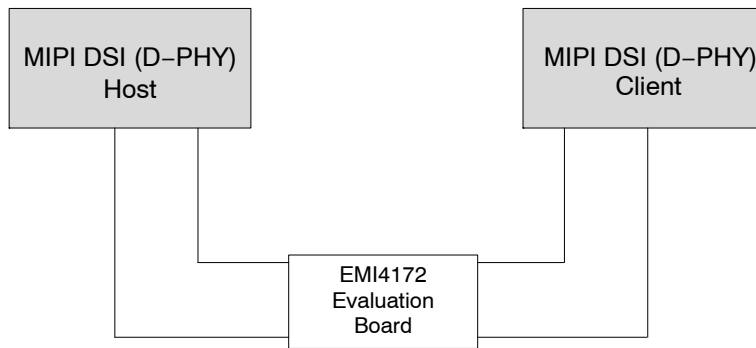 MIPI DSI (D−PHY)
Host
MIPI DSI (D−PHY)
Client
EMI4172
Evaluation
Board